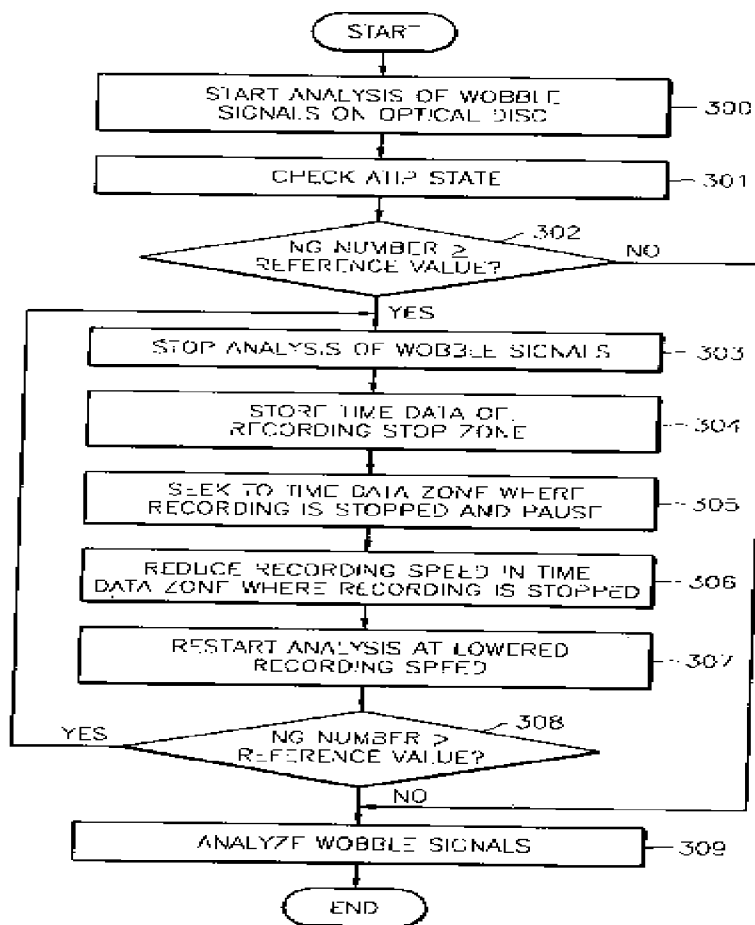 START
START ANALYSIS OF WOBBLE
SIGNALS ON OPTICAL DISC
300
CHECK ATIP STATE
301
302
NG NUMBER ≥
REFERENCE VALUE?
NO
YES
STOP ANALYSIS OF WOBBLE SIGNALS
303
STORE TIME DATA OF
RECORDING STOP ZONE
304
SEEK TO TIME DATA ZONE WHERE
RECORDING IS STOPPED AND PAUSE
305
REDUCE RECORDING SPEED IN TIME
DATA ZONE WHERE RECORDING IS STOPPED
306
RESTART ANALYSIS AT LOWERED
RECORDING SPEED
307
308
NG NUMBER ≥
REFERENCE VALUE?
YES
NO
ANALYZE WOBBLE SIGNALS
309
END